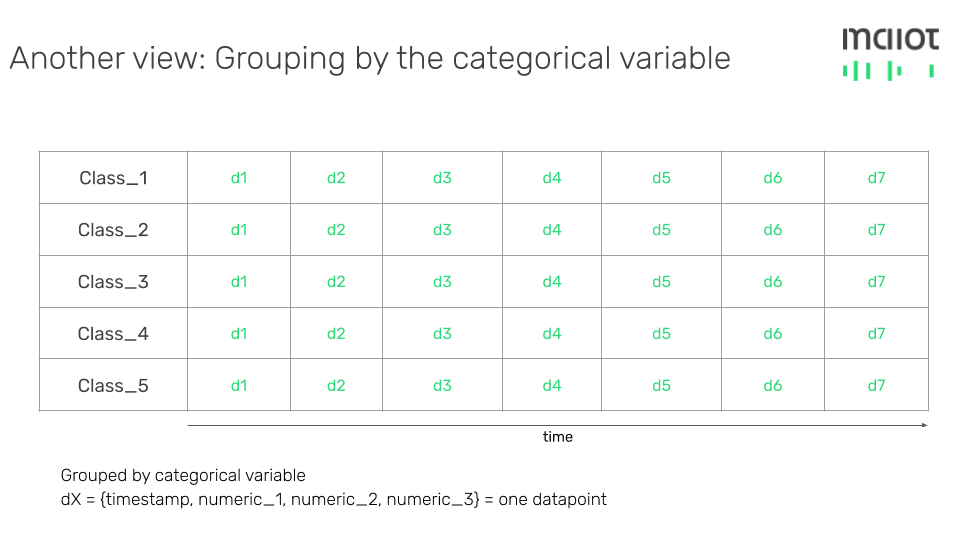 maiot
Another view: Grouping by the categorical variable
Class_1 d1 d2 d3 d4 d5 d6 d7
Class_2 d1 d2 d3 d4 d5 d6 d7
Class_3 d1 d2 d3 d4 d5 d6 d7
Class_4 d1 d2 d3 d4 d5 d6 d7
Class_5 d1 d2 d3 d4 d5 d6 d7
time
Grouped by categorical variable
dX = {timestamp, numeric_1, numeric_2, numeric_3} = one datapoint